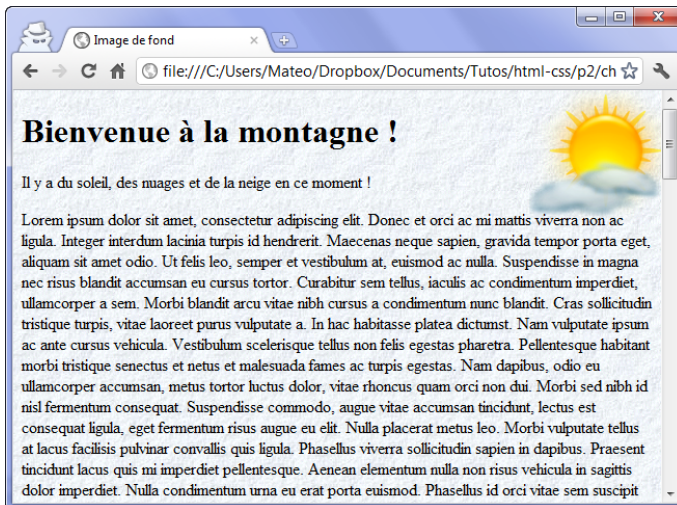 Image de fond
file:///C:/Users/Mateo/Dropbox/Documents/Tutos/html-css/p2/ch
Bienvenue à la montagne !
Il y a du soleil, des nuages et de la neige en ce moment !
Lorem ipsum dolor sit amet, consectetur adipiscing elit. Donec et orci ac mi mattis viverra non ac
ligula. Integer interdum lacinia turpis id hendrerit. Maecenas neque sapien, gravida tempor porta eget,
aliquam sit amet odio. Ut felis leo, semper et vestibulum at, euismod ac nulla. Suspendisse in magna
nec risus blandit accumsan eu cursus tortor. Curabitur sem tellus, iaculis ac condimentum imperdiet,
ullamcorper a sem. Morbi blandit arcu vitae nibh cursus a condimentum nunc blandit. Cras sollicitudin
tristique turpis, vitae laoreet purus vulputate a. In hac habitasse platea dictumst. Nam vulputate ipsum
ac ante cursus vehicula. Vestibulum scelerisque tellus non felis egestas pharetra. Pellentesque habitant
morbi tristique senectus et netus et malesuada fames ac turpis egestas. Nam dapibus, odio eu
ullamcorper accumsan, metus tortor luctus dolor, vitae rhoncus quam orci non dui. Morbi sed nibh id
nisl fermentum consequat. Suspendisse commodo, augue vitae accumsan tincidunt, lectus est
consequat ligula, eget fermentum risus augue eu elit. Nulla placerat metus leo. Morbi vulputate tellus
at lacus facilisis pulvinar convallis quis ligula. Phasellus viverra sollicitudin sapien in dapibus. Praesent
tincidunt lacus quis mi imperdiet pellentesque. Aenean elementum nulla non risus vehicula in sagittis
dolor imperdiet. Nulla condimentum urna eu erat porta euismod. Phasellus id orci vitae sem suscipit